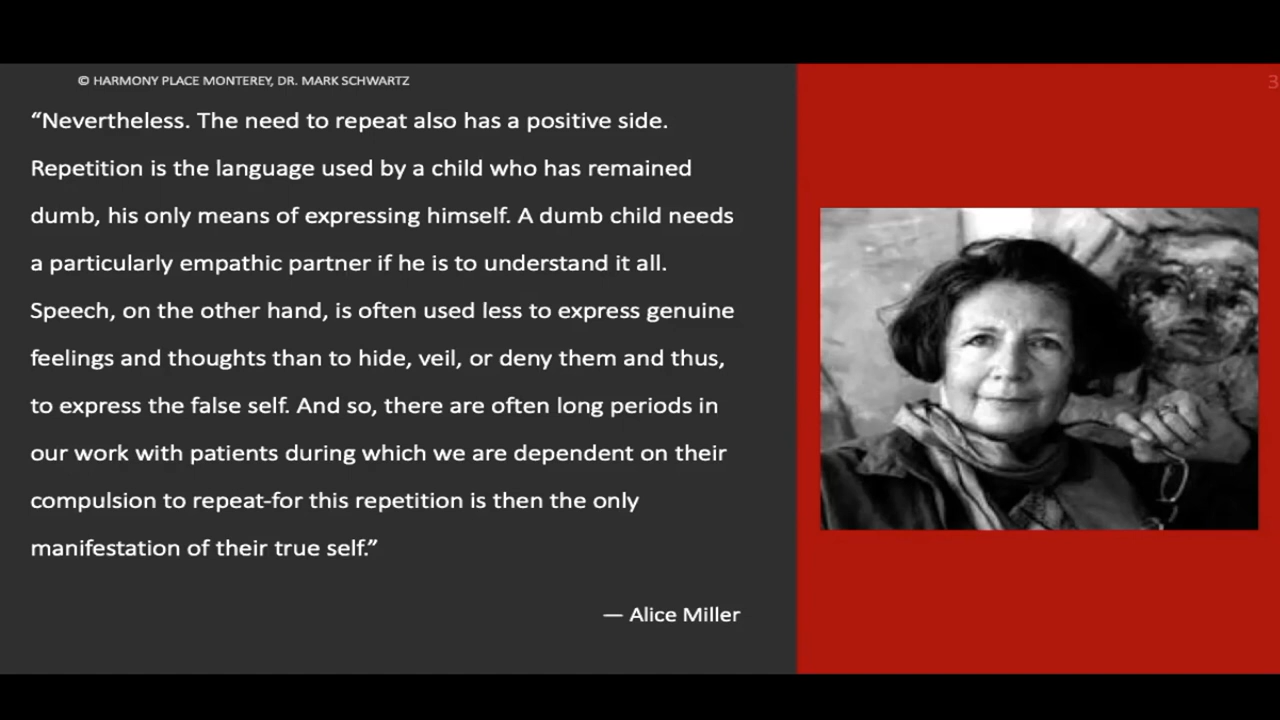 © HARMONY PLACE MONTEREY, DR. MARK SCHWARTZ
3
“Nevertheless. The need to repeat also has a positive side.
Repetition is the language used by a child who has remained
dumb, his only means of expressing himself. A dumb child needs
a particularly empathic partner if he is to understand it all.
Speech, on the other hand, is often used less to express genuine
feelings and thoughts than to hide, veil, or deny them and thus,
to express the false self. And so, there are often long periods in
our work with patients during which we are dependent on their
compulsion to repeat-for this repetition is then the only
manifestation of their true self.”
— Alice Miller